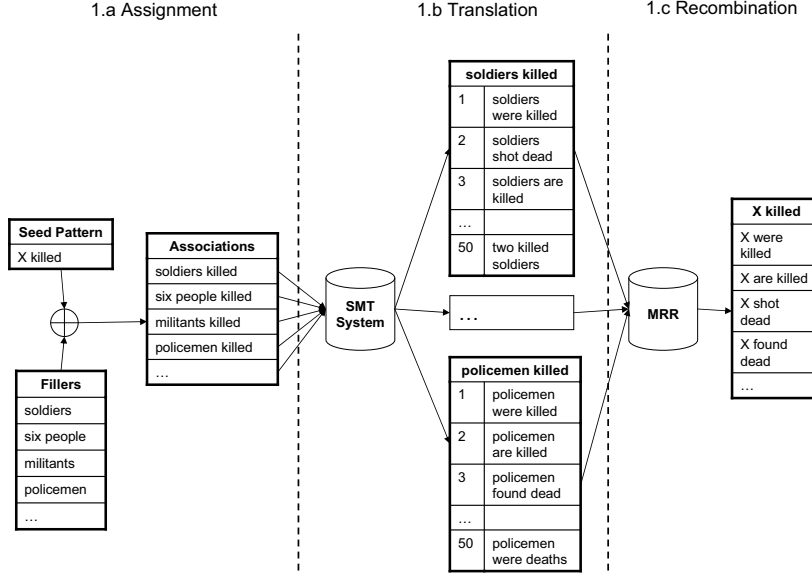 1.a Assignment
1.b Translation
1.c Recombination
Seed Pattern
X killed
Fillers
soldiers
six people
militants
policemen
…
Associations
soldiers killed
six people killed
militants killed
policemen killed
…
SMT
System
soldiers killed
1 soldiers
were killed
2 soldiers
shot dead
3 soldiers are
killed
…
50 two killed
soldiers
…
policemen killed
1 policemen
were killed
2 policemen
are killed
3 policemen
found dead
…
50 policemen
were deaths
MRR
X killed
X were
killed
X are killed
X shot
dead
X found
dead
…